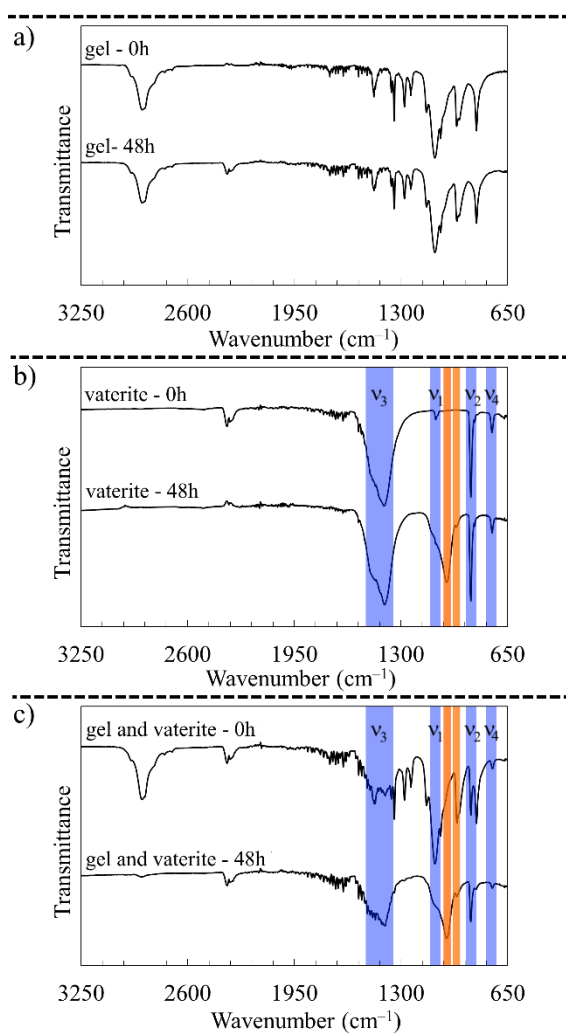 a)
gel - 0h
gel- 48h
Transmittance
3250 2600 1950 1300 650
Wavenumber (cm⁻¹)
b)
vaterite - 0h
ν₃ ν₁ ν₂ ν₄
vaterite - 48h
Transmittance
3250 2600 1950 1300 650
Wavenumber (cm⁻¹)
c)
gel and vaterite - 0h
ν₃ ν₁ ν₂ ν₄
gel and vaterite - 48h
Transmittance
3250 2600 1950 1300 650
Wavenumber (cm⁻¹)